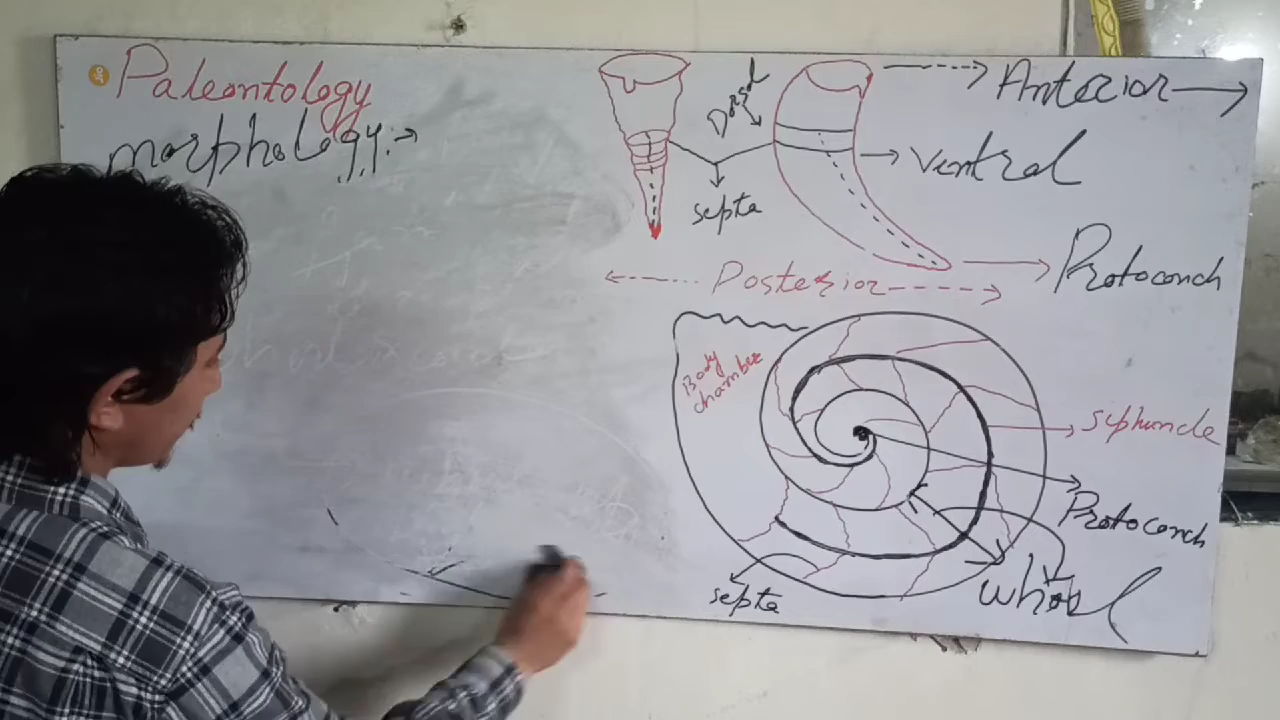 Paleontology
morphology:→
Dorsal
Anterior
Ventral
septa
Protoconch
Posterior
Body
chamber
siphuncle
Protoconch
septa
whorl